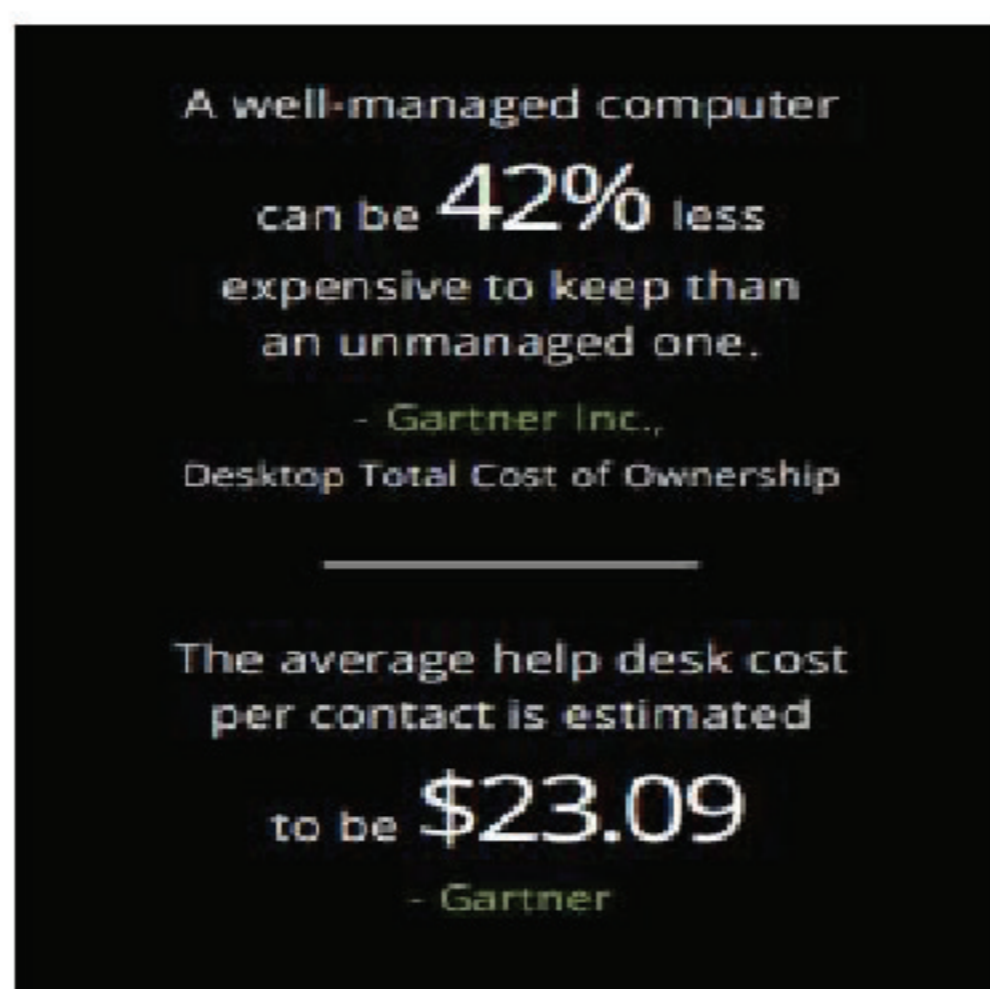 A well-managed computer
can be 42% less
expensive to keep than
an unmanaged one.
- Gartner Inc.,
Desktop Total Cost of Ownership
The average help desk cost
per contact is estimated
to be $23.09
- Gartner